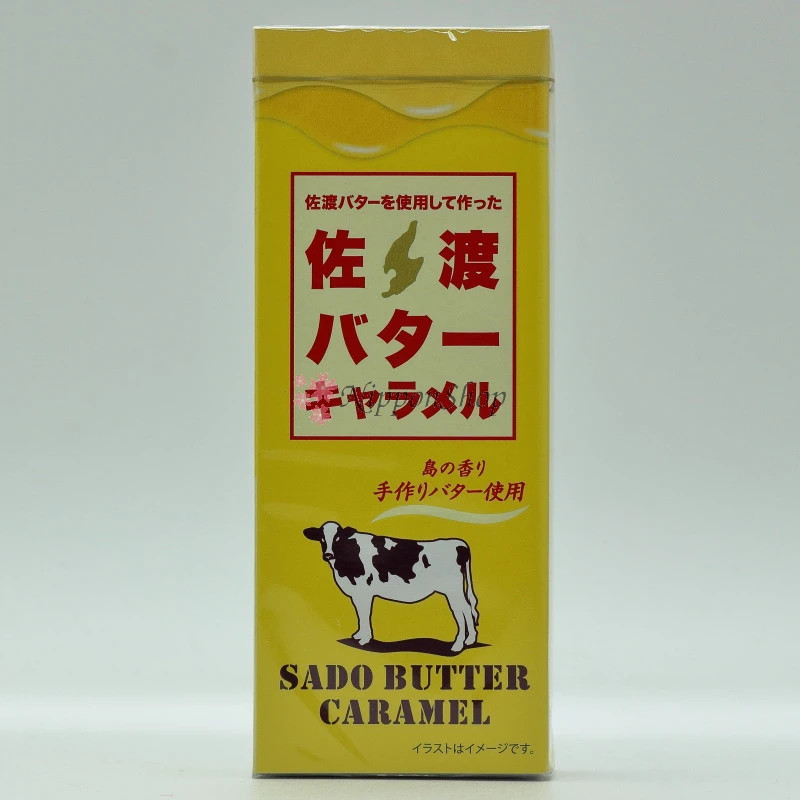 佐渡バターを使用して作った
佐渡
バター
キャラメル
NipponShop
島の香り
手作りバター使用
SADO BUTTER
CARAMEL
イラストはイメージです。